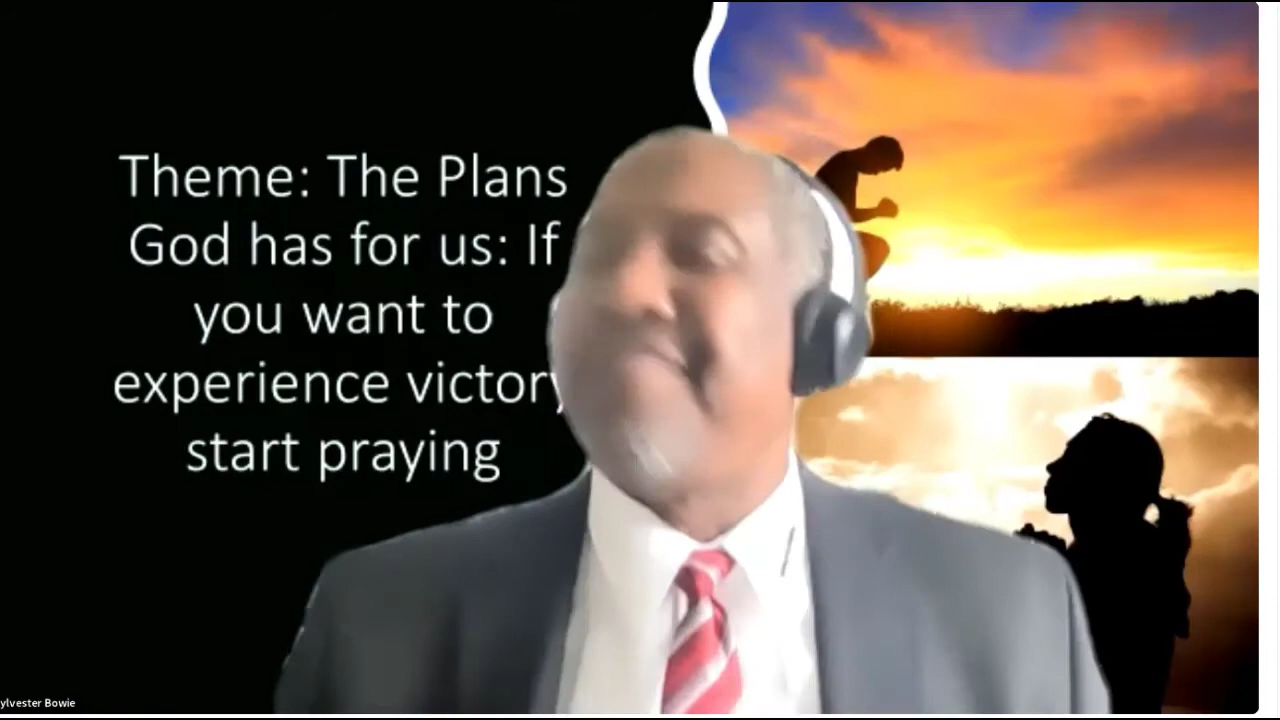 Theme: The Plans
God has for us: If
you want to
experience victory
start praying
ylvester Bowie